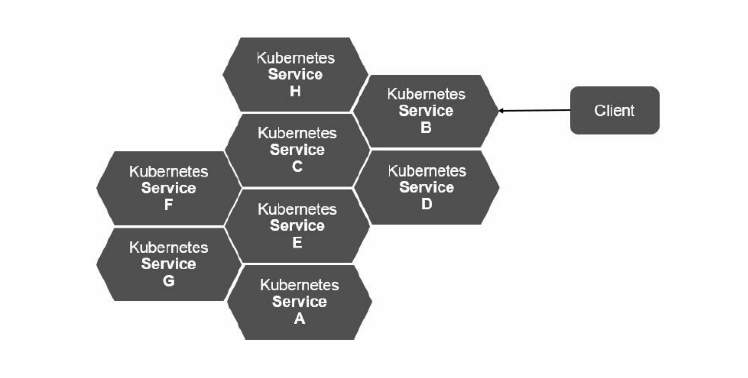 Kubernetes
Service
H
Kubernetes
Service
B
Client
Kubernetes
Service
C
Kubernetes
Service
F
Kubernetes
Service
D
Kubernetes
Service
E
Kubernetes
Service
G
Kubernetes
Service
A